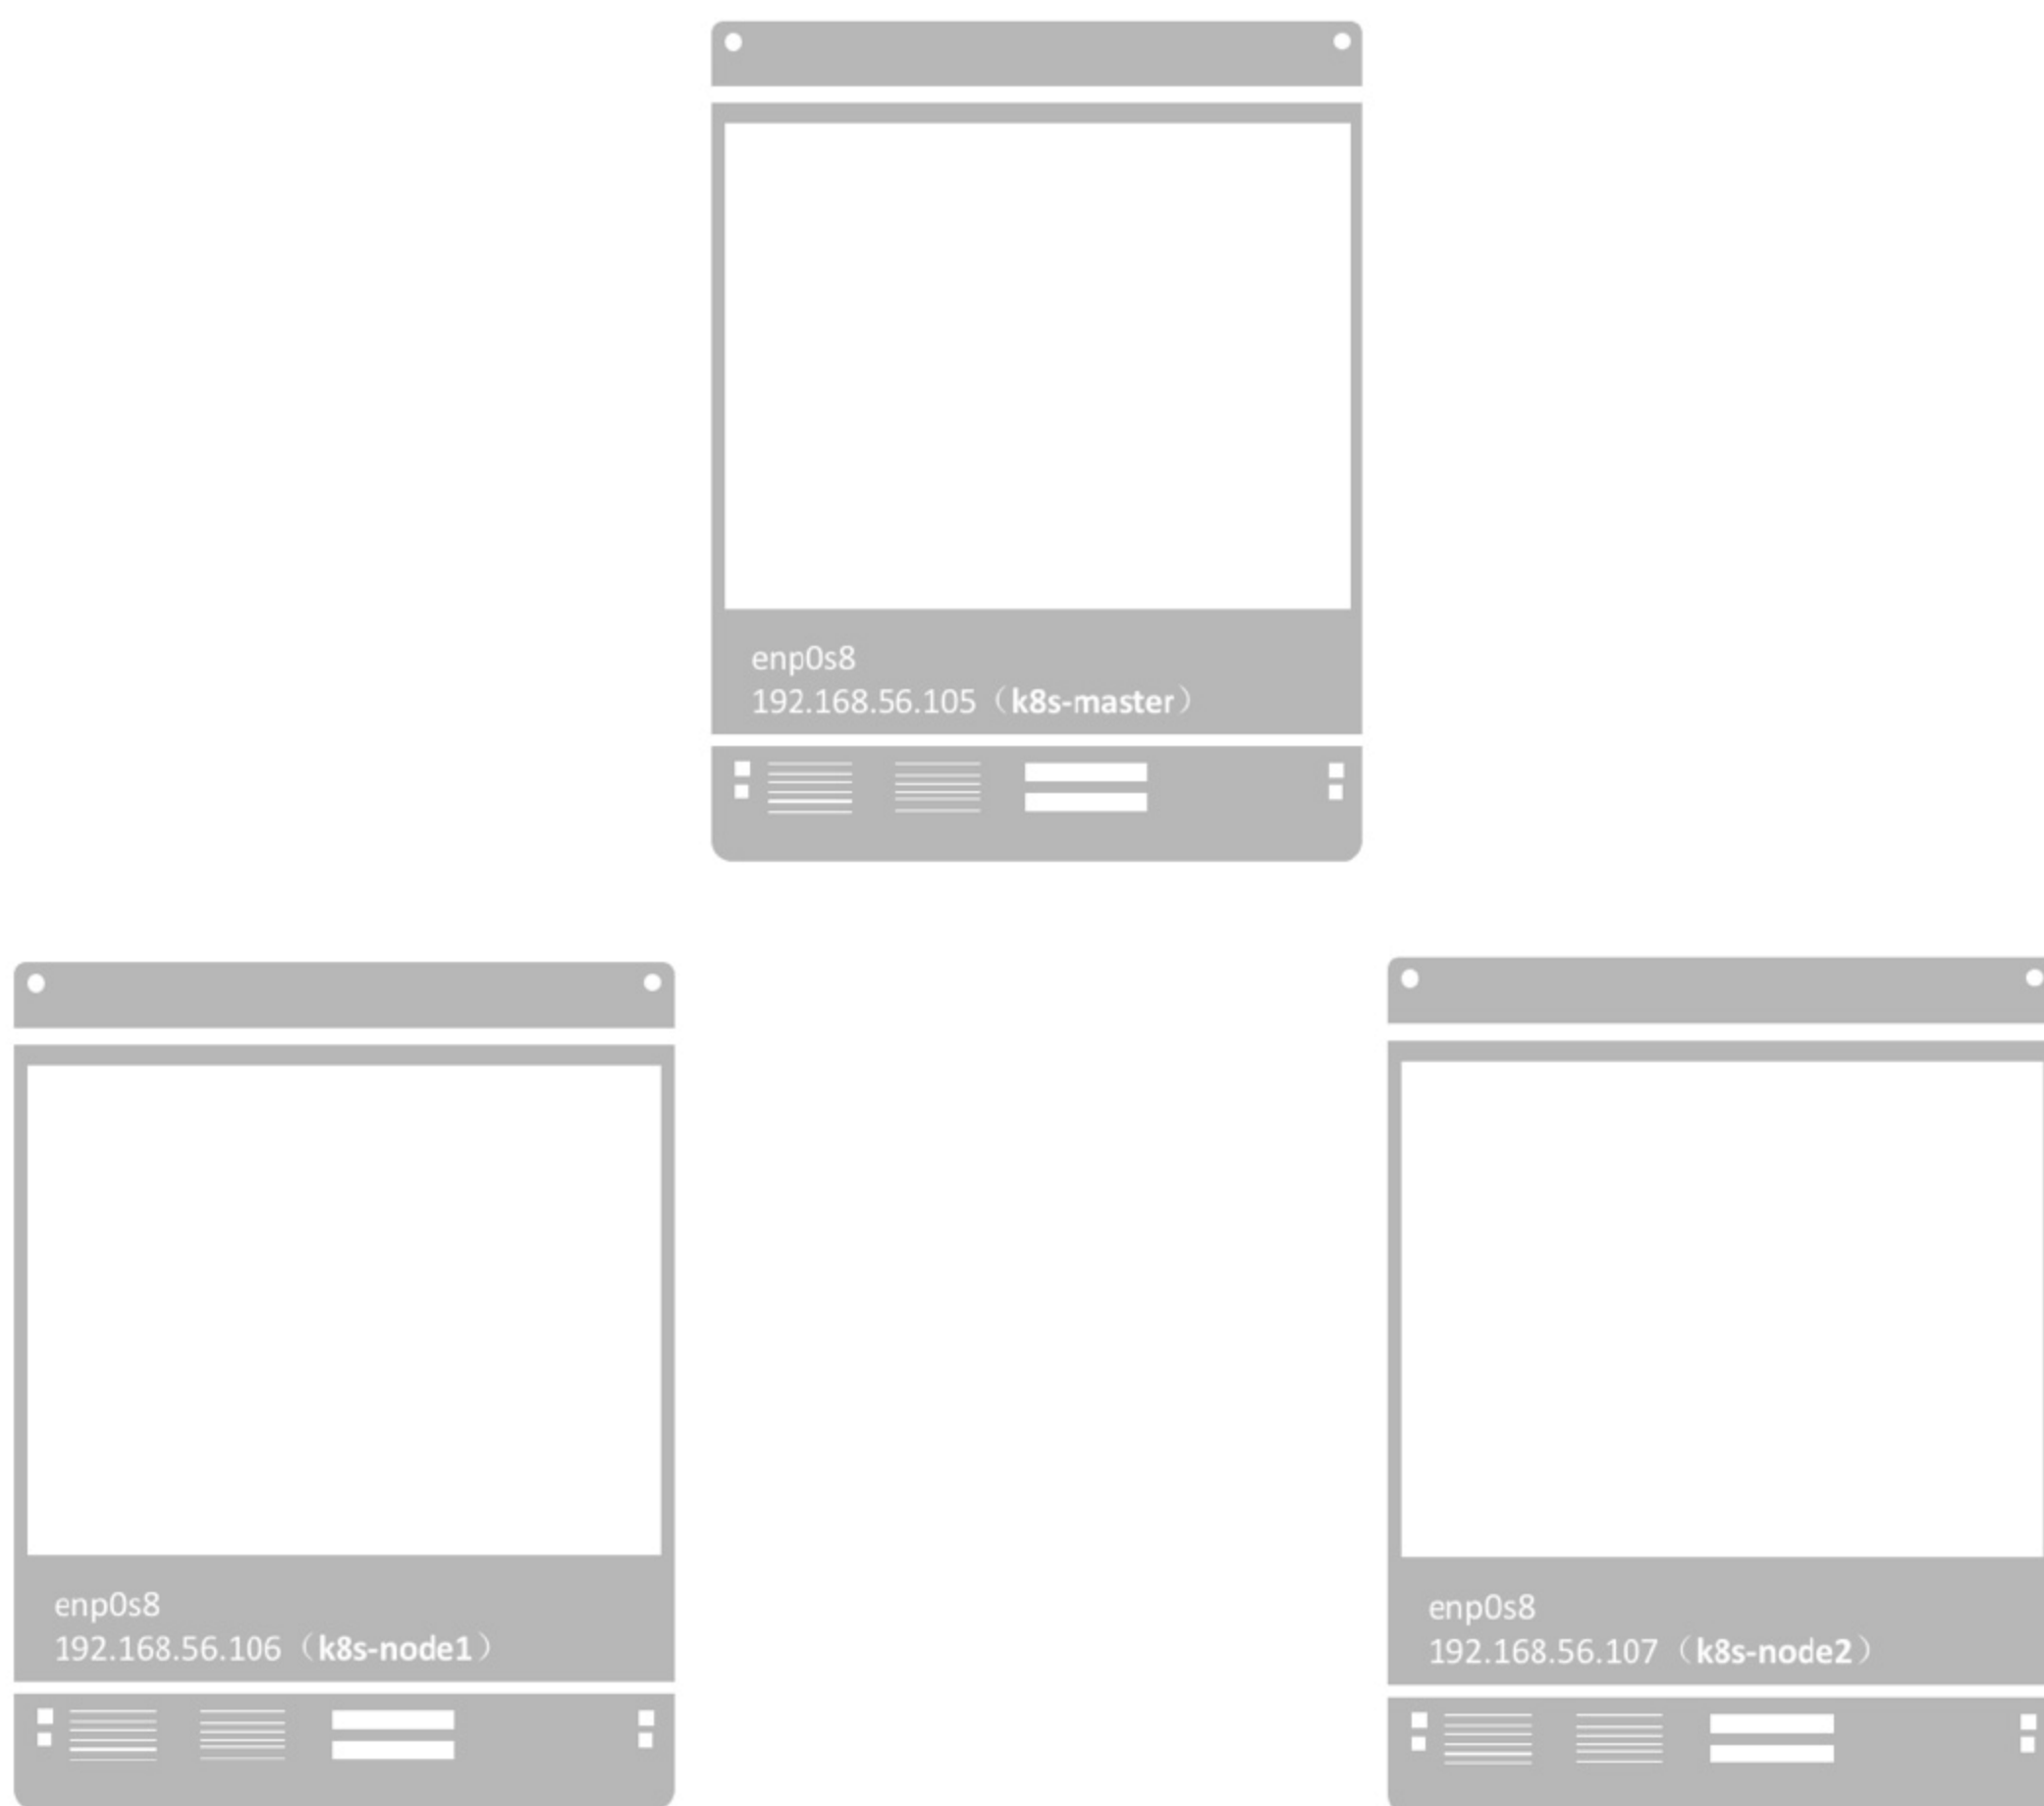 enp0s8
192.168.56.105（k8s-master）
enp0s8
192.168.56.106（k8s-node1）
enp0s8
192.168.56.107（k8s-node2）